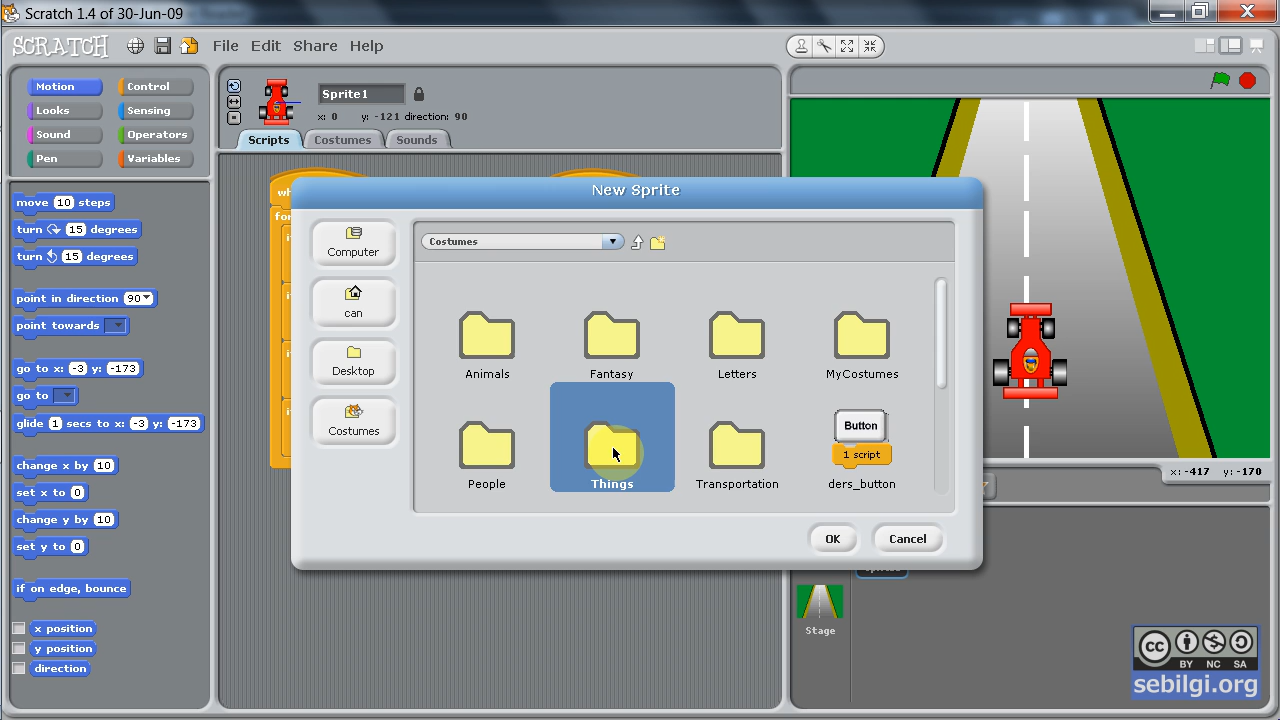 Scratch 1.4 of 30-Jun-09
SCRATCH
File Edit Share Help
Motion Control
Looks Sensing
Sound Operators
Pen Variables
Sprite1
x: 0 y: -121 direction: 90
Scripts Costumes Sounds
move 10 steps
turn 15 degrees
turn 15 degrees
point in direction 90
point towards
go to x: -3 y: -173
go to
glide 1 secs to x: -3 y: -173
change x by 10
set x to 0
change y by 10
set y to 0
if on edge, bounce
x position
y position
direction
wh
for
New Sprite
Computer
can
Desktop
Costumes
Costumes
Animals Fantasy Letters MyCostumes
Button
1 script
People Things Transportation ders_button
OK Cancel
x: -417 y: -170
Stage
cc
BY NC SA
sebilgi.org